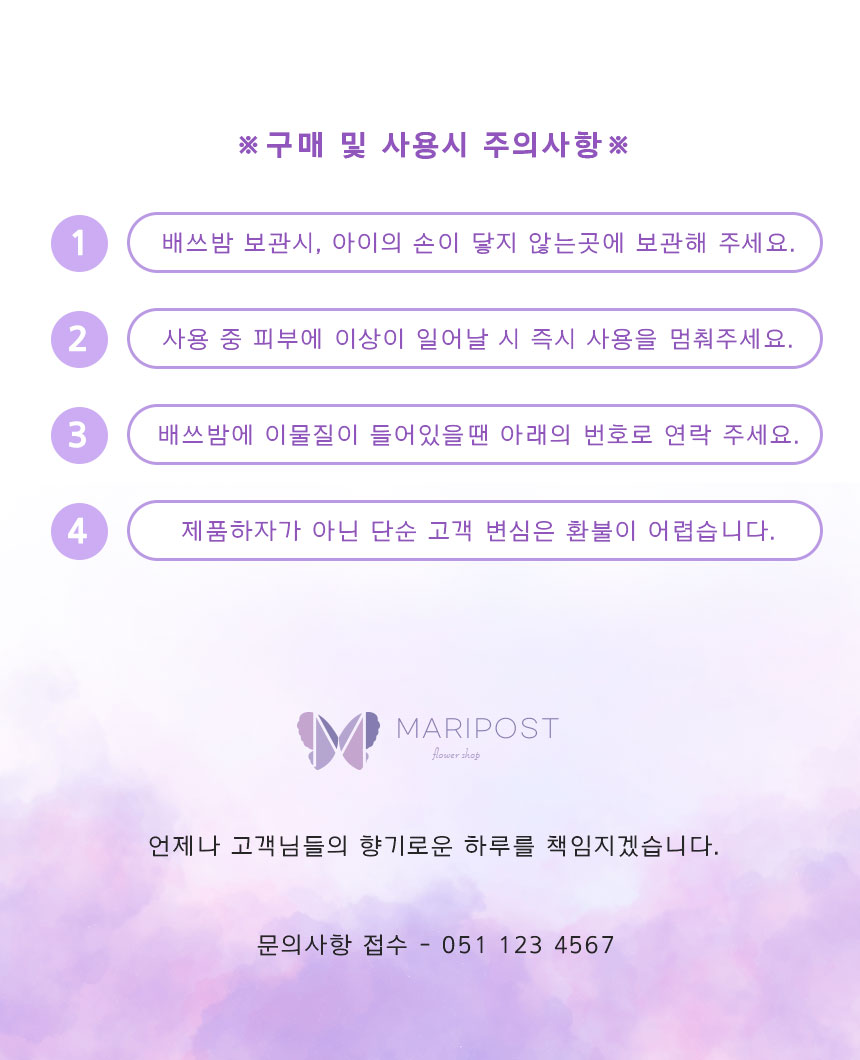 ※구매 및 사용시 주의사항※
1 배쓰밤 보관시, 아이의 손이 닿지 않는곳에 보관해 주세요.
2 사용 중 피부에 이상이 일어날 시 즉시 사용을 멈춰주세요.
3 배쓰밤에 이물질이 들어있을땐 아래의 번호로 연락 주세요.
4 제품하자가 아닌 단순 고객 변심은 환불이 어렵습니다.
MARIPOST
flower shop
언제나 고객님들의 향기로운 하루를 책임지겠습니다.
문의사항 접수 - 051 123 4567